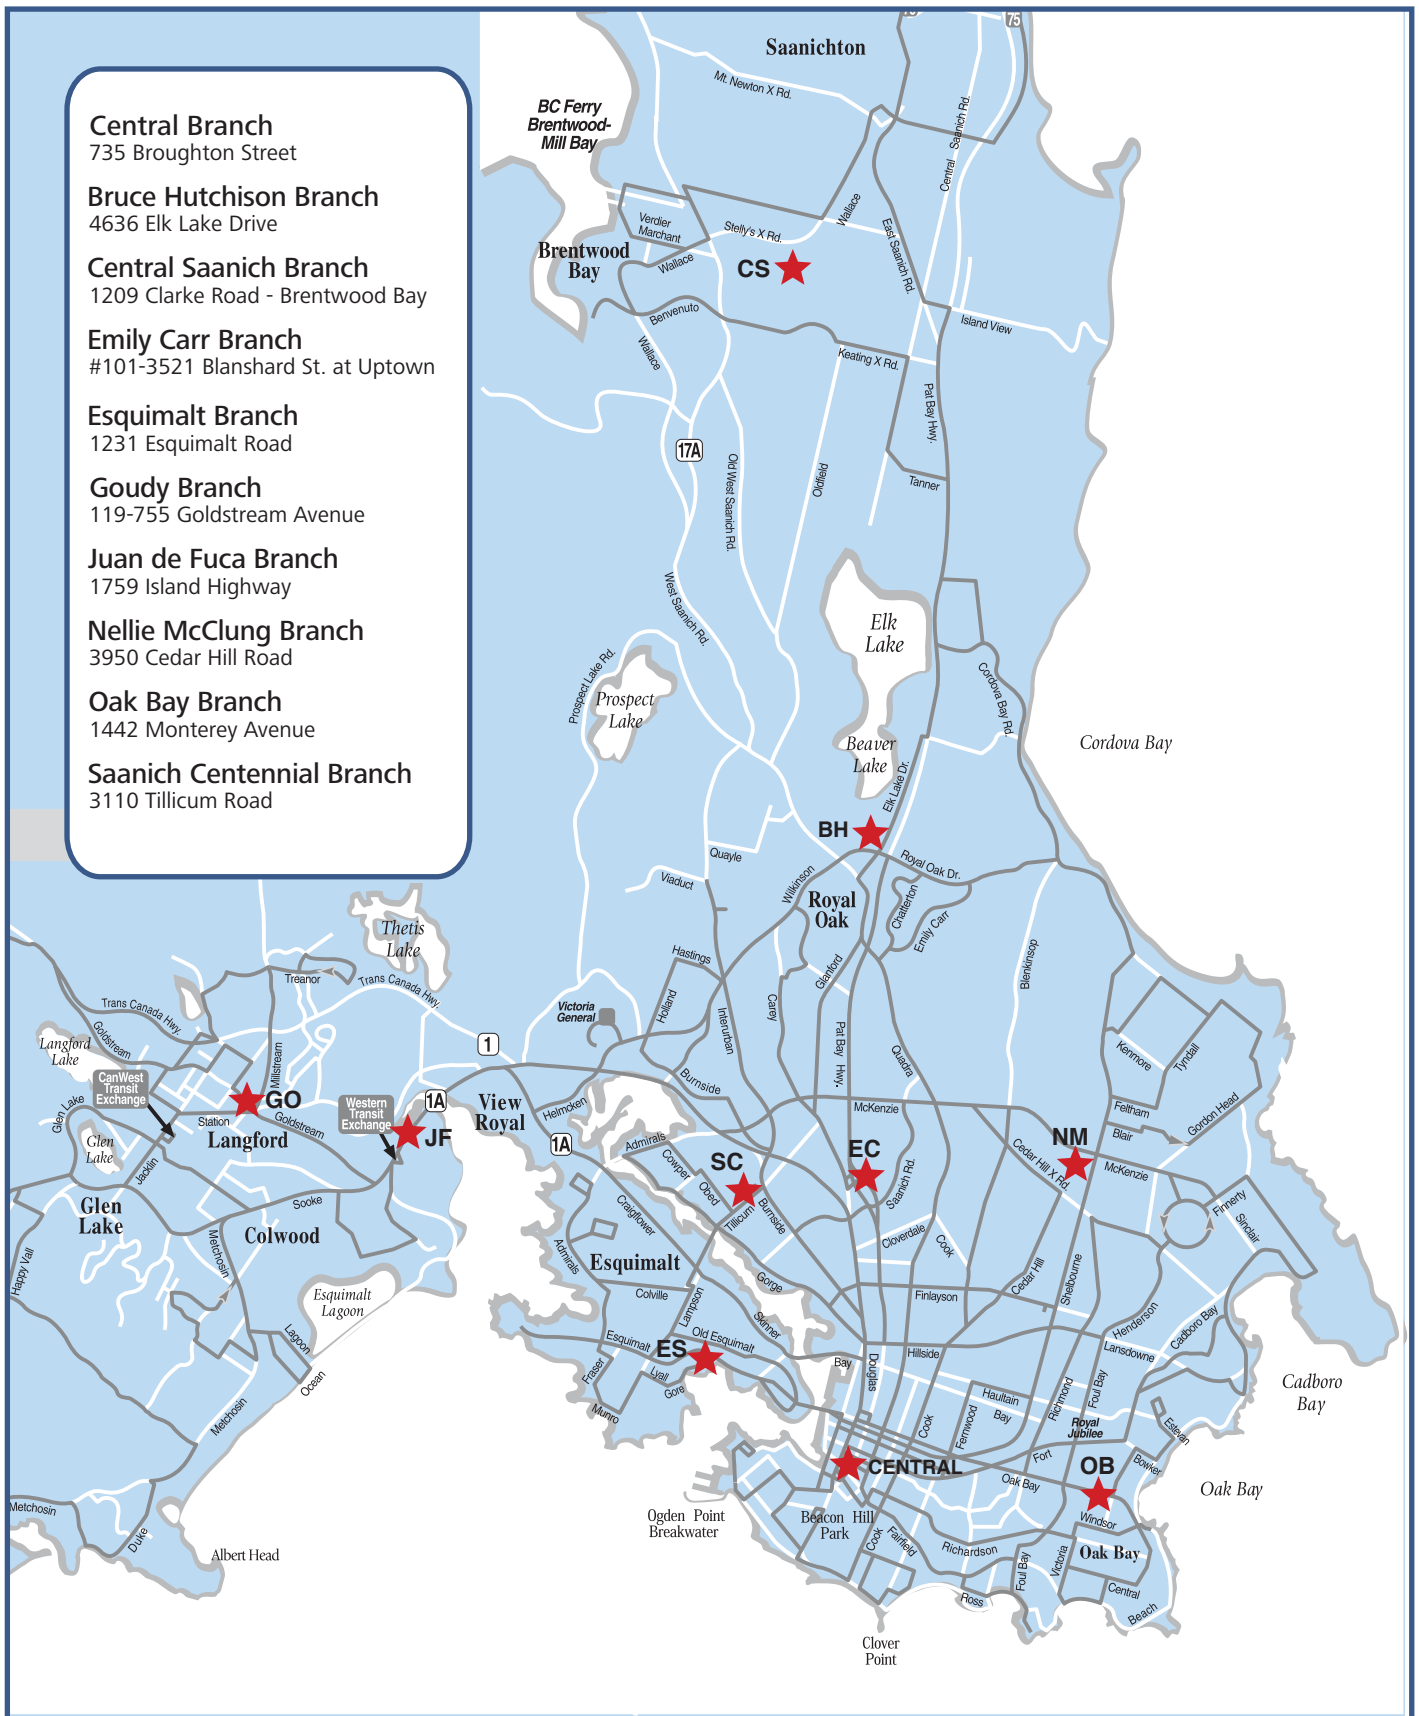 Central Branch
735 Broughton Street
Bruce Hutchison Branch
4636 Elk Lake Drive
Central Saanich Branch
1209 Clarke Road - Brentwood Bay
Emily Carr Branch
#101-3521 Blanshard St. at Uptown
Esquimalt Branch
1231 Esquimalt Road
Goudy Branch
119-755 Goldstream Avenue
Juan de Fuca Branch
1759 Island Highway
Nellie McClung Branch
3950 Cedar Hill Road
Oak Bay Branch
1442 Monterey Avenue
Saanich Centennial Branch
3110 Tillicum Road
75
Saanichton
Mt. Newton X Rd.
Central Saanich Rd.
BC Ferry
Brentwood-
Mill Bay
Verdier
Marchant
Stelly's X Rd.
Wallace
East Saanich Rd.
Brentwood
Bay
Wallace
CS
Benvenuto
Island View
Wallace
Keating X Rd.
Pat Bay Hwy.
17A
Old West Saanich Rd.
Oldfield
Tanner
West Saanich Rd.
Elk
Lake
Prospect Lake Rd.
Prospect
Lake
Cordova Bay Rd.
Cordova Bay
Beaver
Lake
Elk Lake Dr.
BH
Quayle
Royal Oak Dr.
Viaduct
Wilkinson
Royal
Oak
Chatterton
Emily Carr
Thetis
Lake
Hastings
Glanford
Blenkinsop
Treanor
Trans Canada Hwy.
Trans Canada Hwy.
Goldstream
Victoria
General
Holland
Interurban
Carey
Pat Bay Hwy.
Quadra
Langford
Lake
Millstream
1
Kenmore
Tyndall
CanWest
Transit
Exchange
Burnside
Glen Lake
GO
Western
Transit
Exchange
1A
View
Royal
Helmcken
McKenzie
Feltham
Gordon Head
Station
Goldstream
Langford
JF
1A
Admirals
Blair
Glen
Lake
Cowper
SC
EC
NM
Cedar Hill X Rd.
McKenzie
Jacklin
Obed
Saanich Rd.
Glen
Lake
Sooke
Craigflower
Tillicum
Burnside
Finnerty
Sinclair
Metchosin
Colwood
Admirals
Cloverdale
Cook
Happy Vall
Esquimalt
Gorge
Cedar Hill
Shelbourne
Esquimalt
Lagoon
Colville
Lampson
Finlayson
Skinner
Henderson
Cadboro Bay
Lagoon
Esquimalt
Old Esquimalt
ES
Bay
Douglas
Hillside
Lansdowne
Ocean
Fraser
Lyall
Gore
Richmond
Foul Bay
Cadboro
Bay
Metchosin
Munro
Haultain
Bay
Cook
Fernwood
Royal
Jubilee
Estevan
Fort
Bowker
CENTRAL
Oak Bay
OB
Oak Bay
Metchosin
Duke
Ogden Point
Breakwater
Beacon Hill
Park
Windsor
Albert Head
Cook
Fairfield
Richardson
Foul Bay
Victoria
Oak Bay
Ross
Central
Beach
Clover
Point